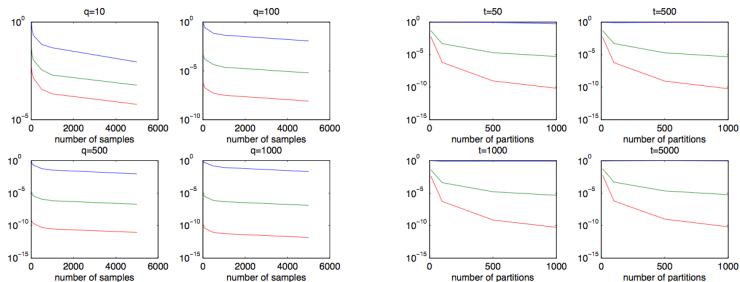 q=10 q=100 t=50 t=500
10^0 10^0 10^0 10^0
10^-5 10^-5
10^-10 10^-10
10^-5 10^-10 10^-15 10^-15
0 2000 4000 6000 0 2000 4000 6000 0 500 1000 0 500 1000
number of samples number of samples number of partitions number of partitions
q=500 q=1000 t=1000 t=5000
10^0 10^0 10^0 10^0
10^-5 10^-5 10^-5 10^-5
10^-10 10^-10 10^-10 10^-10
10^-15 10^-15 10^-15 10^-15
0 2000 4000 6000 0 2000 4000 6000 0 500 1000 0 500 1000
number of samples number of samples number of partitions number of partitions